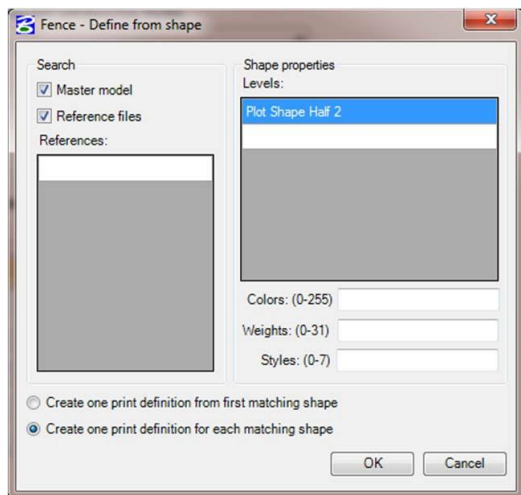 Fence - Define from shape
Search
Master model
Reference files
References:
Shape properties
Levels:
Plot Shape Half 2
Colors: (0-255)
Weights: (0-31)
Styles: (0-7)
Create one print definition from first matching shape
Create one print definition for each matching shape
OK Cancel